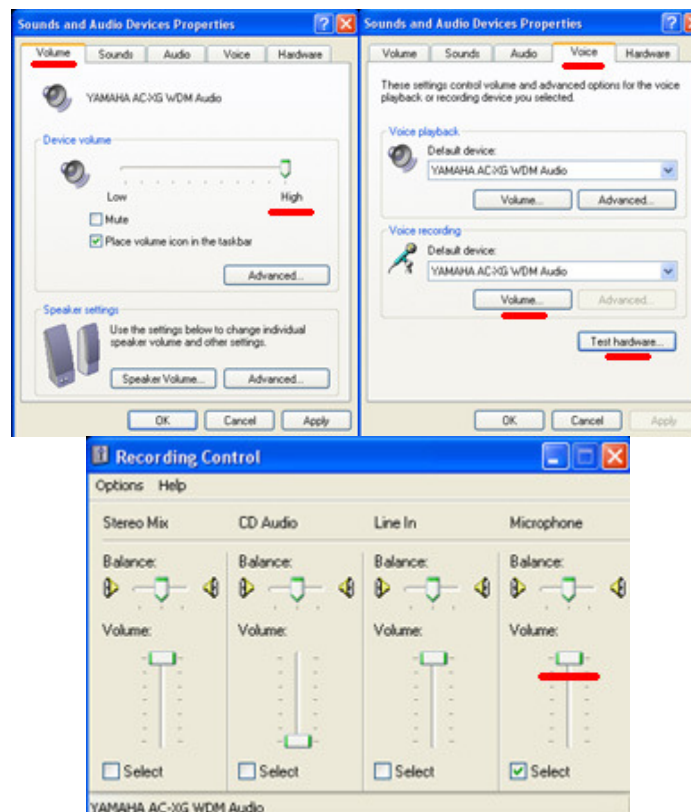 Sounds and Audio Devices Properties
Volume Sounds Audio Voice Hardware
YAMAHA AC-XG WDM Audio
Device volume
Low High
Mute
Place volume icon in the taskbar
Advanced...
Speaker settings
Use the settings below to change individual
speaker volume and other settings.
Speaker Volume... Advanced...
OK Cancel Apply
Sounds and Audio Devices Properties
Volume Sounds Audio Voice Hardware
These settings control volume and advanced options for the voice
playback or recording device you selected.
Voice playback
Default device:
YAMAHA AC-XG WDM Audio
Volume... Advanced...
Voice recording
Default device:
YAMAHA AC-XG WDM Audio
Volume... Advanced...
Test hardware...
OK Cancel Apply
Recording Control
Options Help
Stereo Mix CD Audio Line In Microphone
Balance: Balance: Balance: Balance:
Volume: Volume: Volume: Volume:
Select Select Select Select
YAMAHA AC-XG WDM Audio